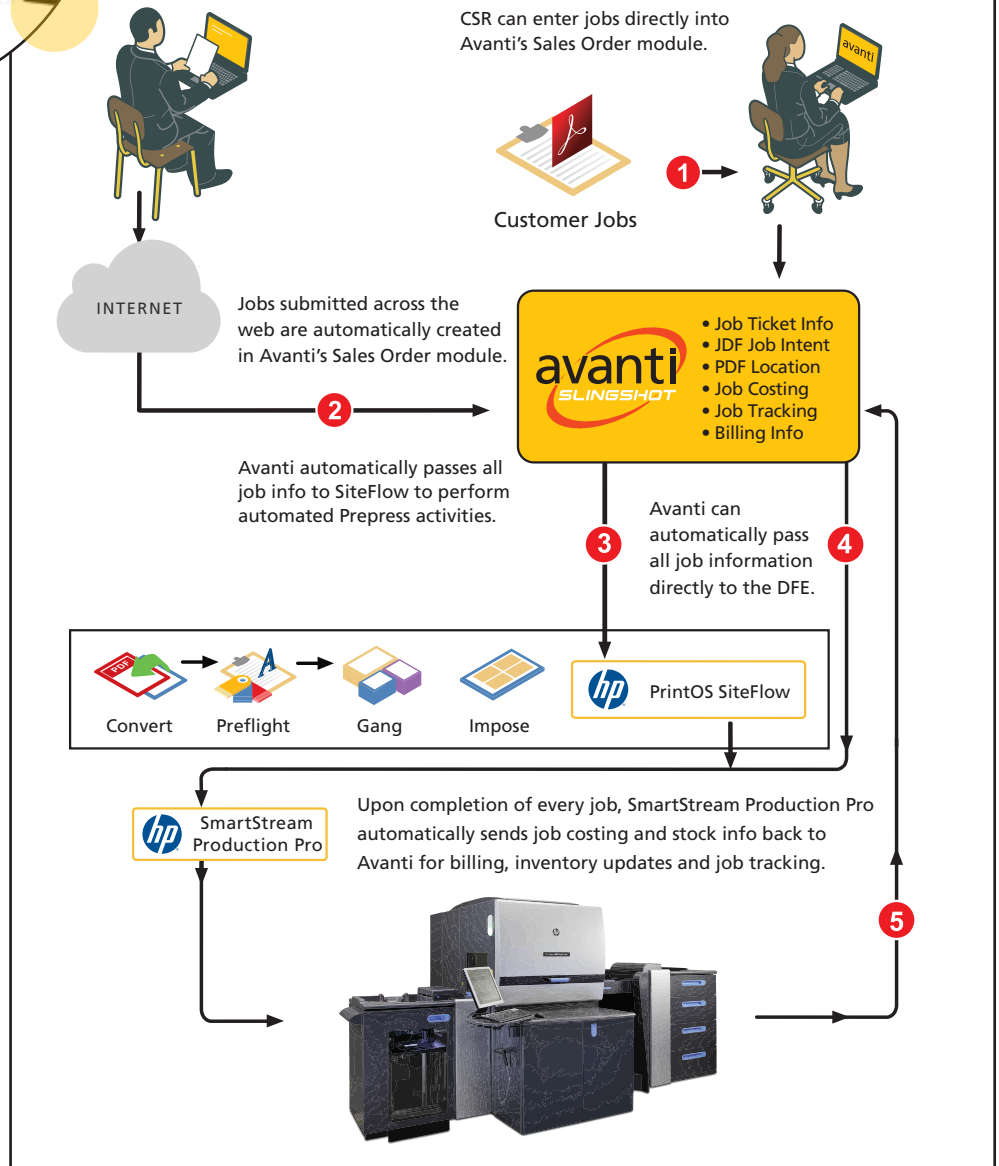 CSR can enter jobs directly into
Avanti's Sales Order module.
avanti
1
Customer Jobs
INTERNET
Jobs submitted across the
web are automatically created
in Avanti's Sales Order module.
2
avanti
SLINGSHOT
• Job Ticket Info
• JDF Job Intent
• PDF Location
• Job Costing
• Job Tracking
• Billing Info
Avanti automatically passes all
job info to SiteFlow to perform
automated Prepress activities.
3
Avanti can
automatically pass
all job information
directly to the DFE.
4
PDF
A
Convert
Preflight
Gang
Impose
hp
PrintOS SiteFlow
hp
SmartStream
Production Pro
Upon completion of every job, SmartStream Production Pro
automatically sends job costing and stock info back to
Avanti for billing, inventory updates and job tracking.
5
hp